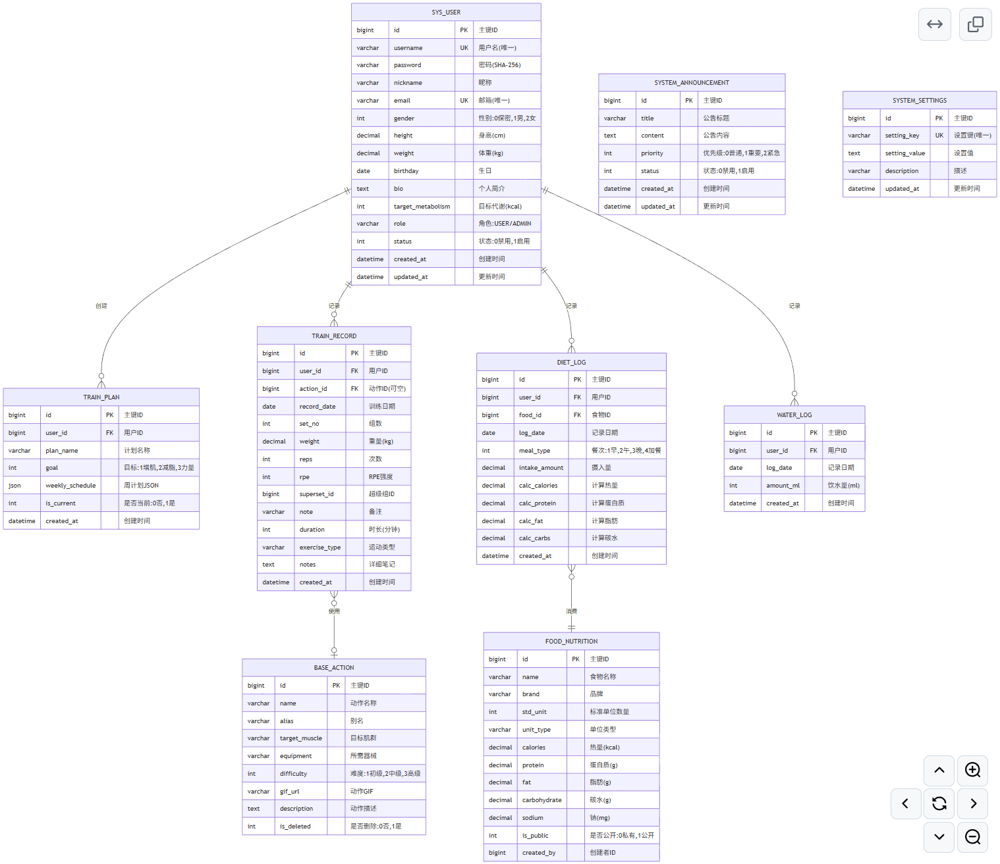 SYS_USER
bigint id PK 主键ID
varchar username UK 用户名(唯一)
varchar password 密码(SHA-256)
varchar nickname 昵称
varchar email UK 邮箱(唯一)
int gender 性别:0保密,1男,2女
decimal height 身高(cm)
decimal weight 体重(kg)
date birthday 生日
text bio 个人简介
int target_metabolism 目标代谢(kcal)
varchar role 角色:USER/ADMIN
int status 状态:0禁用,1启用
datetime created_at 创建时间
datetime updated_at 更新时间
SYSTEM_ANNOUNCEMENT
bigint id PK 主键ID
varchar title 公告标题
text content 公告内容
int priority 优先级:0普通,1重要,2紧急
int status 状态:0禁用,1启用
datetime created_at 创建时间
datetime updated_at 更新时间
SYSTEM_SETTINGS
bigint id PK 主键ID
varchar setting_key UK 设置键(唯一)
text setting_value 设置值
varchar description 描述
datetime updated_at 更新时间
创建
记录
记录
记录
TRAIN_PLAN
bigint id PK 主键ID
bigint user_id FK 用户ID
varchar plan_name 计划名称
int goal 目标:1增肌,2减脂,3力量
json weekly_schedule 周计划JSON
int is_current 是否当前:0否,1是
datetime created_at 创建时间
TRAIN_RECORD
bigint id PK 主键ID
bigint user_id FK 用户ID
bigint action_id FK 动作ID(可空)
date record_date 训练日期
int set_no 组数
decimal weight 重量(kg)
int reps 次数
int rpe RPE强度
bigint superset_id 超级组ID
varchar note 备注
int duration 时长(分钟)
varchar exercise_type 运动类型
text notes 详细笔记
datetime created_at 创建时间
DIET_LOG
bigint id PK 主键ID
bigint user_id FK 用户ID
bigint food_id FK 食物ID
date log_date 记录日期
int meal_type 餐次:1早,2午,3晚,4加餐
decimal intake_amount 摄入量
decimal calc_calories 计算热量
decimal calc_protein 计算蛋白质
decimal calc_fat 计算脂肪
decimal calc_carbs 计算碳水
datetime created_at 创建时间
WATER_LOG
bigint id PK 主键ID
bigint user_id FK 用户ID
date log_date 记录日期
int amount_ml 饮水量(ml)
datetime created_at 创建时间
使用
消费
BASE_ACTION
bigint id PK 主键ID
varchar name 动作名称
varchar alias 别名
varchar target_muscle 目标肌群
varchar equipment 所需器械
int difficulty 难度:1初级,2中级,3高级
varchar gif_url 动作GIF
text description 动作描述
int is_deleted 是否删除:0否,1是
FOOD_NUTRITION
bigint id PK 主键ID
varchar name 食物名称
varchar brand 品牌
int std_unit 标准单位数量
varchar unit_type 单位类型
decimal calories 热量(kcal)
decimal protein 蛋白质(g)
decimal fat 脂肪(g)
decimal carbohydrate 碳水(g)
decimal sodium 钠(mg)
int is_public 是否公开:0私有,1公开
bigint created_by 创建者ID